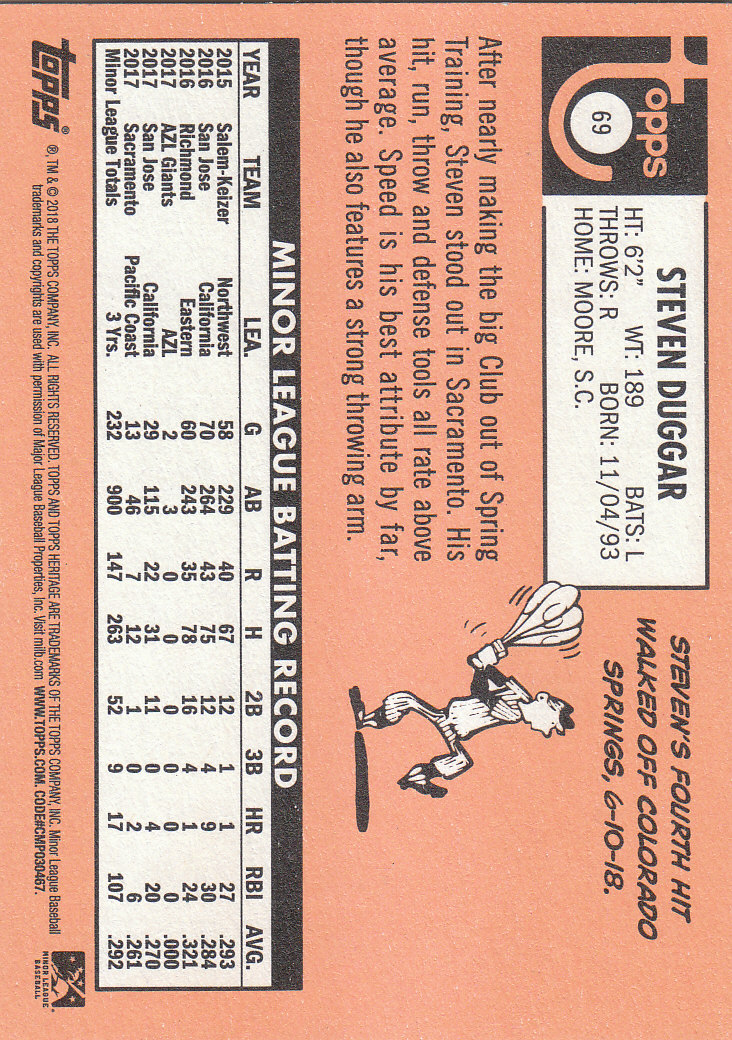 topps
69
STEVEN DUGGAR
HT: 6'2" WT: 189 BATS: L
THROWS: R BORN: 11/04/93
HOME: MOORE, S.C.
STEVEN'S FOURTH HIT
WALKED OFF COLORADO
SPRINGS, 6-10-18.
After nearly making the big Club out of Spring
Training, Steven stood out in Sacramento. His
hit, run, throw and defense tools all rate above
average. Speed is his best attribute by far,
though he also features a strong throwing arm.
MINOR LEAGUE BATTING RECORD
YEAR TEAM LEA. G AB R H 2B 3B HR RBI AVG.
2015 Salem-Keizer Northwest 58 229 40 67 12 1 1 27 .293
2016 San Jose California 70 264 43 75 12 4 9 30 .284
2016 Richmond Eastern 60 243 35 78 16 4 1 24 .321
2017 AZL Giants AZL 2 3 0 0 0 0 0 0 .000
2017 San Jose California 29 115 22 31 11 0 4 20 .270
2017 Sacramento Pacific Coast 13 46 7 12 1 0 2 6 .261
Minor League Totals 3 Yrs. 232 900 147 263 52 9 17 107 .292
topps® ®, TM & © 2018 THE TOPPS COMPANY, INC. ALL RIGHTS RESERVED. TOPPS AND TOPPS HERITAGE ARE TRADEMARKS OF THE TOPPS COMPANY, INC. Minor League Baseball
trademarks and copyrights are used with permission of Major League Baseball Properties, Inc. Visit milb.com WWW.TOPPS.COM. CODE#CMP030467.
MINOR LEAGUE
BASEBALL